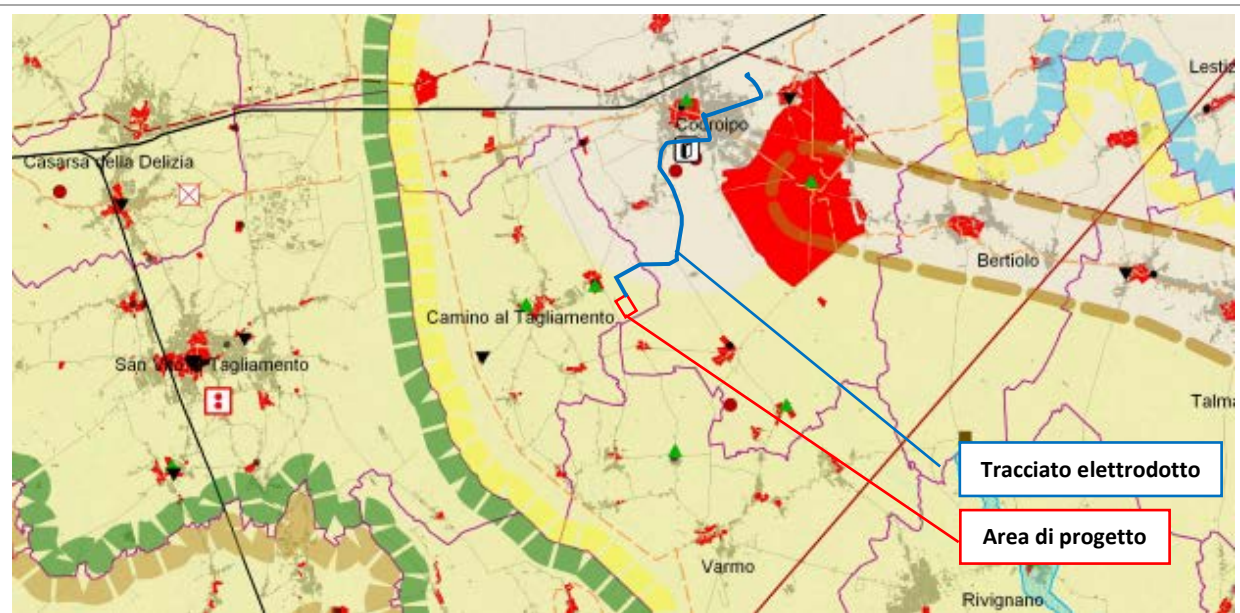 Lestiz
Codroipo
Casarsa della Delizia
Bertiolo
Camino al Tagliamento
San Vito al Tagliamento
Talma
Tracciato elettrodotto
Area di progetto
Varmo
Rivignano